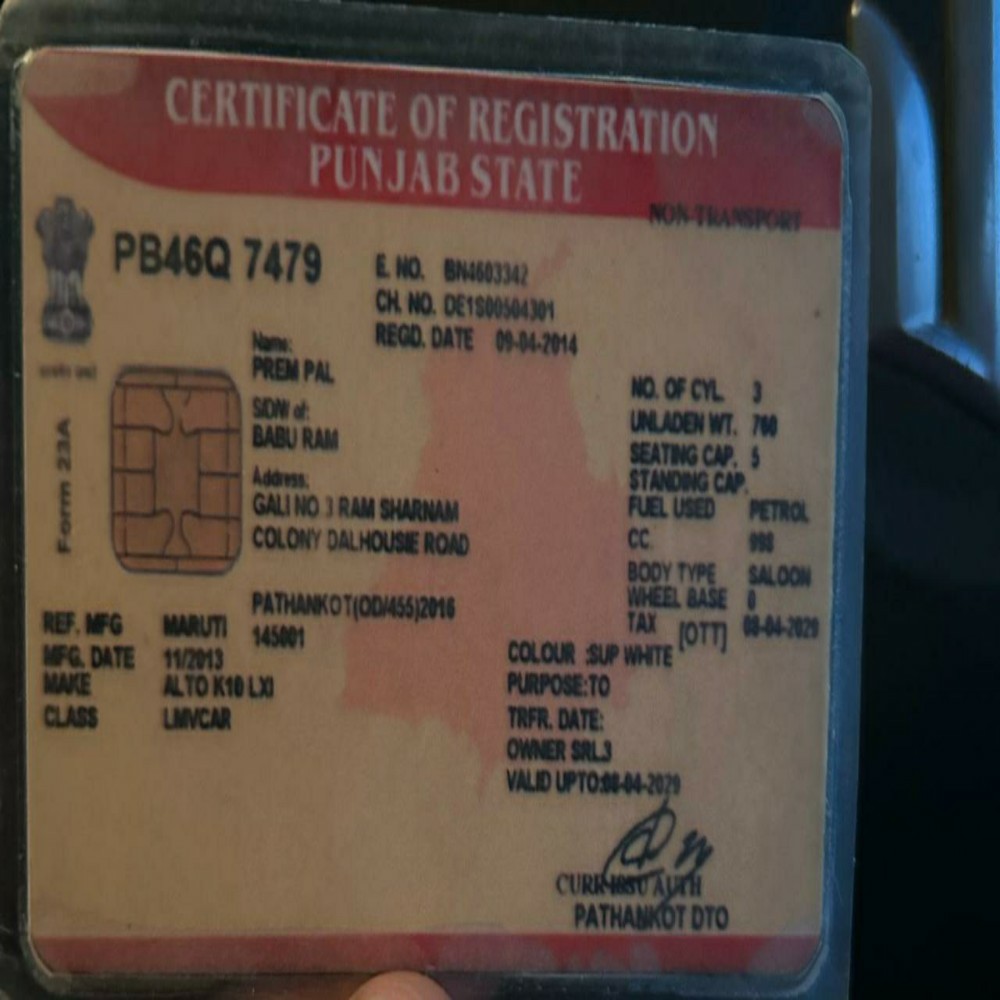 CERTIFICATE OF REGISTRATION
PUNJAB STATE
NON-TRANSPORT
PB46Q 7479
E. NO. BN4603342
CH. NO. DE1S00504301
REGD. DATE 09-04-2014
Name:
PREM PAL
S/D/W of:
BABU RAM
Address:
GALI NO 3 RAM SHARNAM
COLONY DALHOUSIE ROAD
PATHANKOT(OD/455)2016
145001
Form 23A
NO. OF CYL. 3
UNLADEN WT. 760
SEATING CAP. 5
STANDING CAP.
FUEL USED PETROL
CC 998
BODY TYPE SALOON
WHEEL BASE 0
TAX [OTT] 08-04-2029
REF. MFG MARUTI
MFG. DATE 11/2013
MAKE ALTO K10 LXI
CLASS LMVCAR
COLOUR :SUP WHITE
PURPOSE:TO
TRFR. DATE:
OWNER SRL.3
VALID UPTO:08-04-2029
CURR ISSU AUTH
PATHANKOT DTO